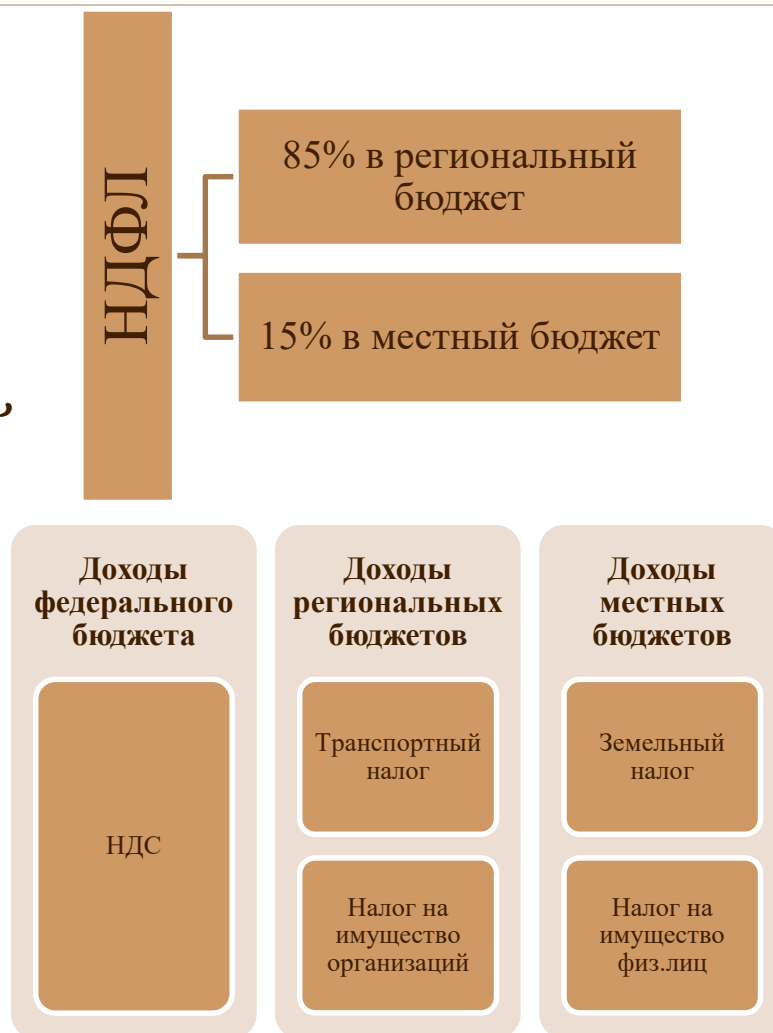 НДФЛ
85% в региональный
бюджет
15% в местный бюджет
,
Доходы
федерального
бюджета
НДС
Доходы
региональных
бюджетов
Транспортный
налог
Налог на
имущество
организаций
Доходы
местных
бюджетов
Земельный
налог
Налог на
имущество
физ.лиц